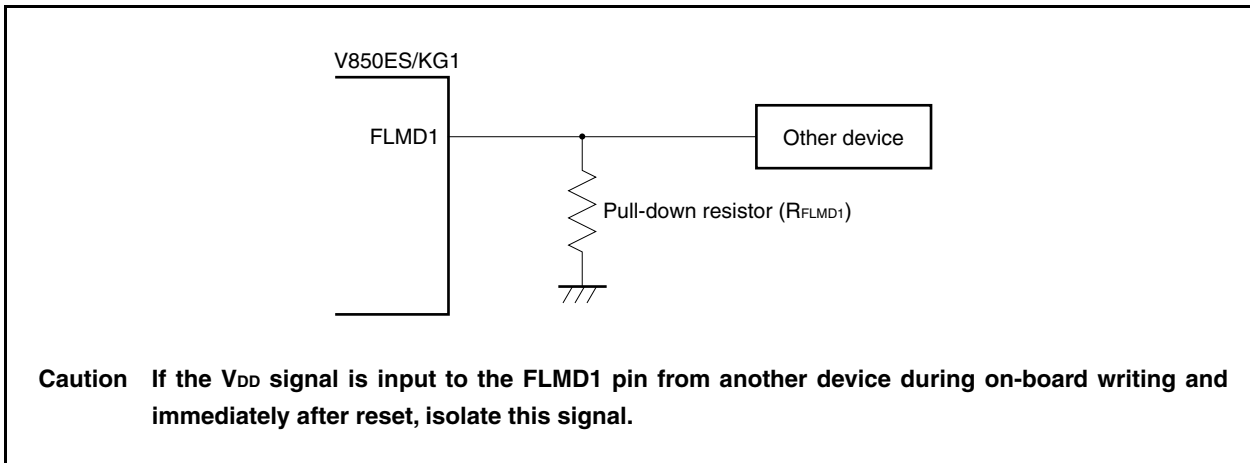 V850ES/KG1
FLMD1
Other device
Pull-down resistor (RFLMD1)
Caution If the VDD signal is input to the FLMD1 pin from another device during on-board writing and
immediately after reset, isolate this signal.